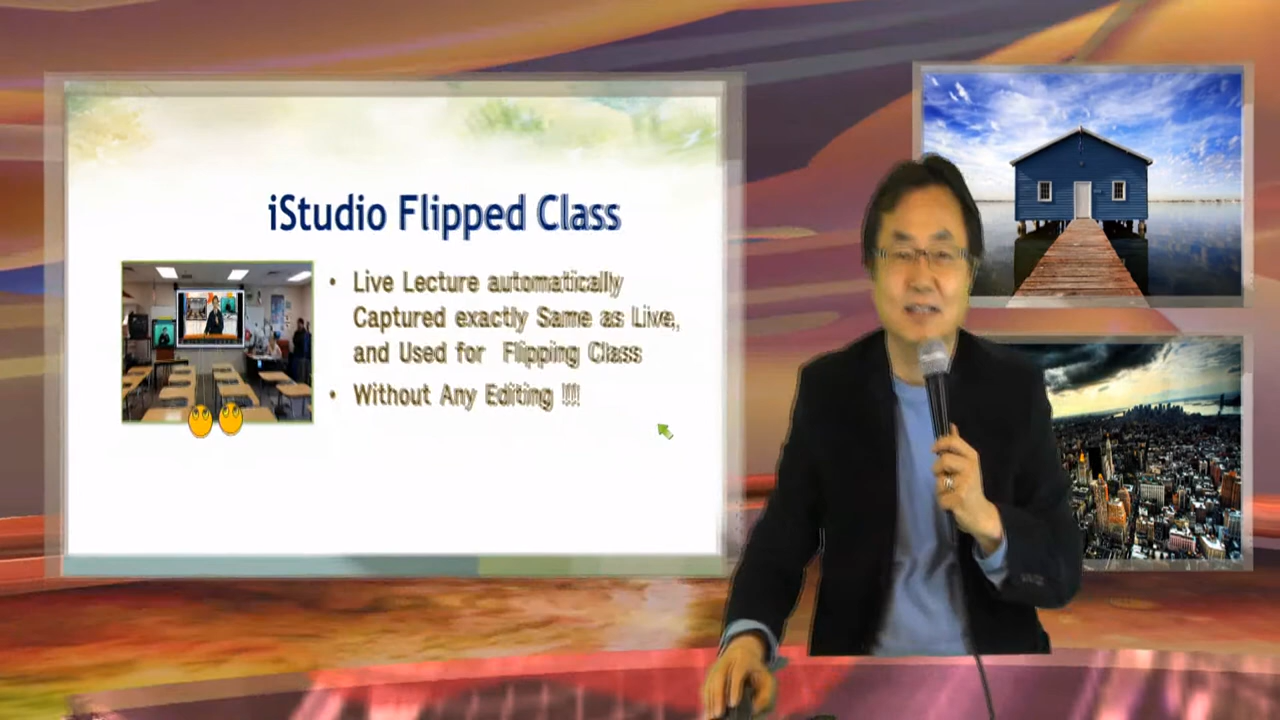 iStudio Flipped Class
• Live Lecture automatically
Captured exactly Same as Live,
and Used for Flipping Class
• Without Any Editing !!!